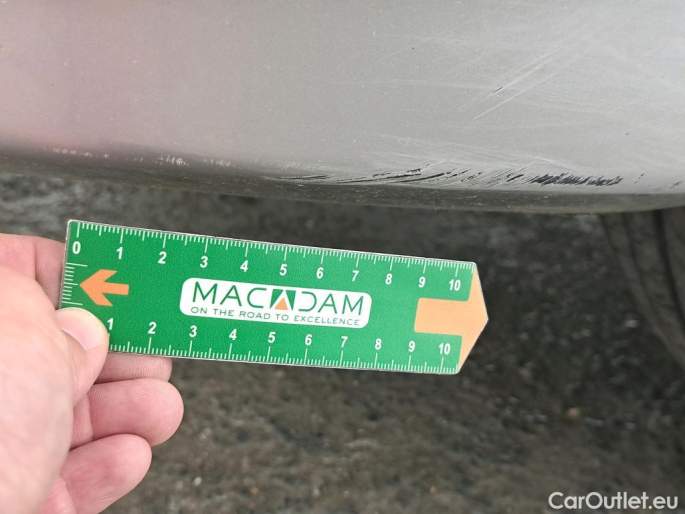 0 1 2 3 4 5 6 7 8 9 10
MACADAM
ON THE ROAD TO EXCELLENCE
1 2 3 4 5 6 7 8 9 10
CarOutlet.eu